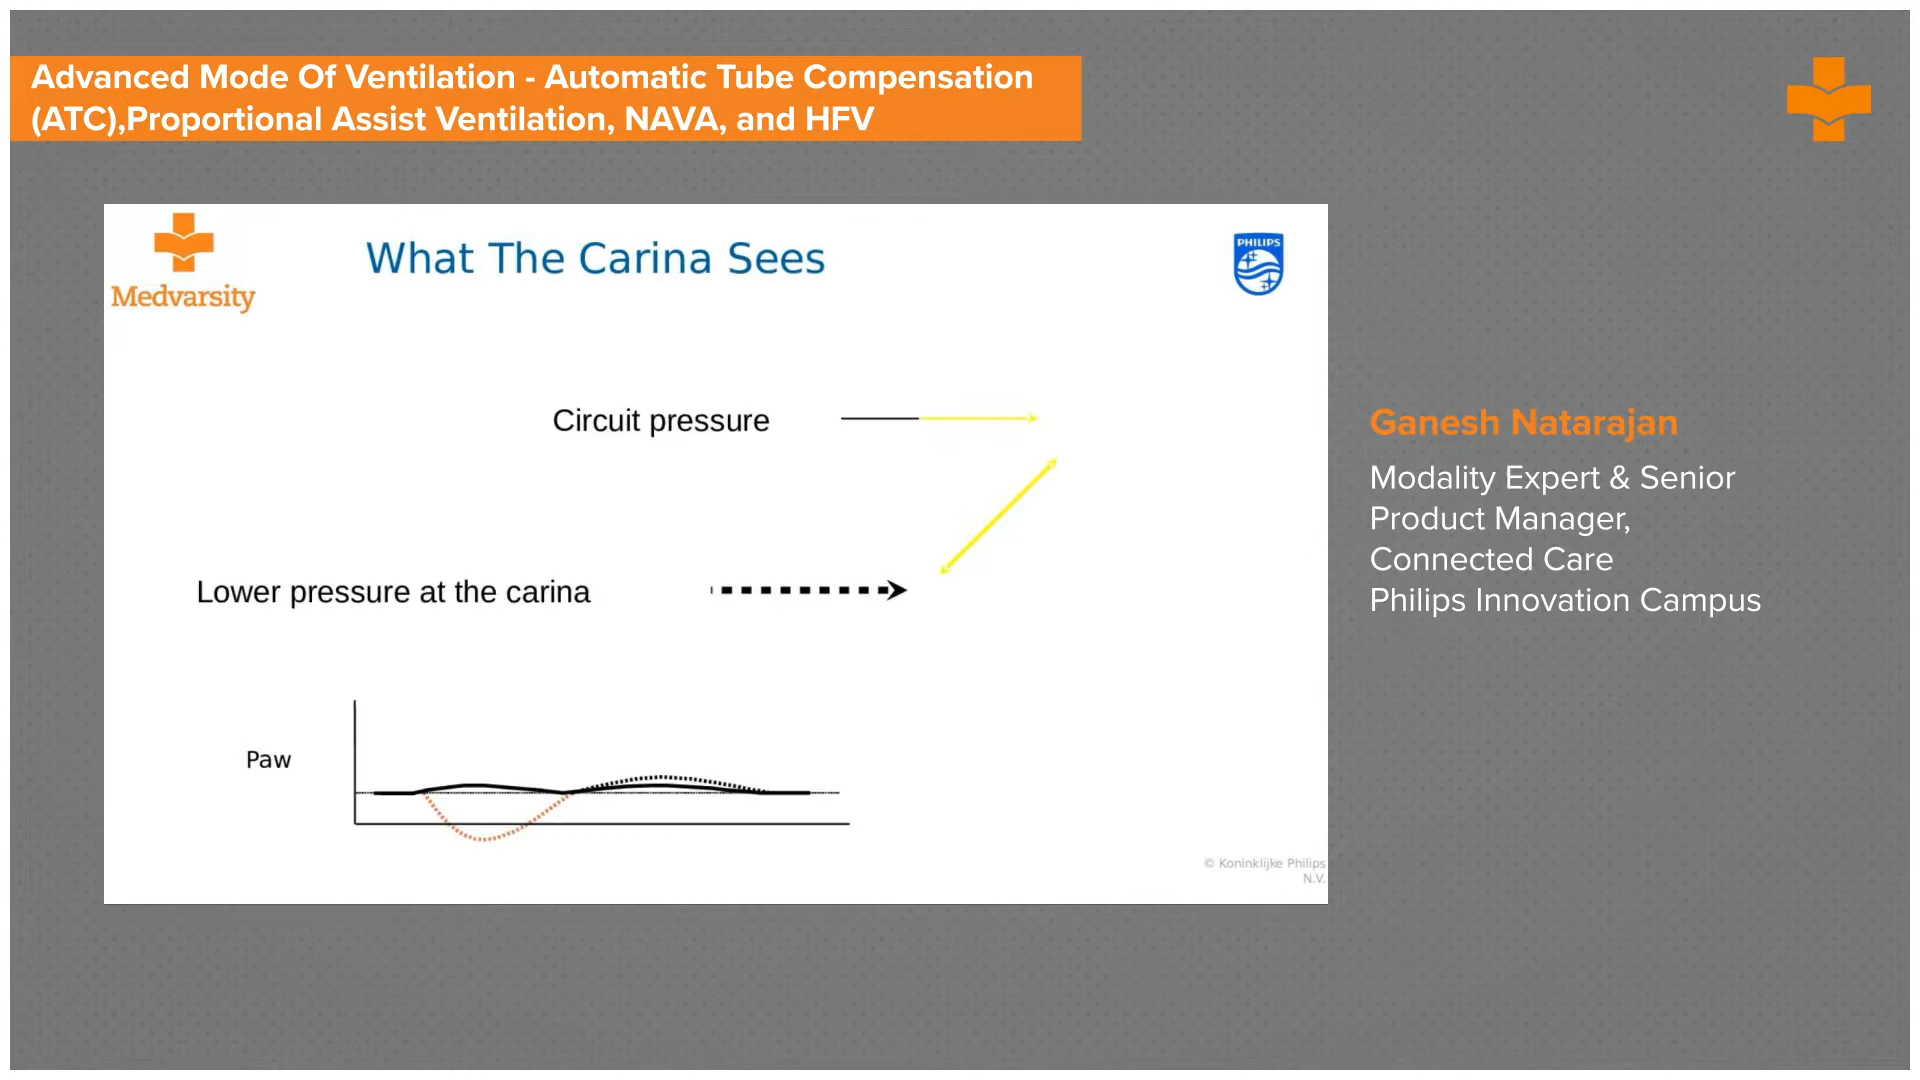 Advanced Mode Of Ventilation - Automatic Tube Compensation
(ATC),Proportional Assist Ventilation, NAVA, and HFV
Medvarsity
What The Carina Sees
PHILIPS
Circuit pressure
Lower pressure at the carina
Paw
© Koninklijke Philips
N.V.
Ganesh Natarajan
Modality Expert & Senior
Product Manager,
Connected Care
Philips Innovation Campus